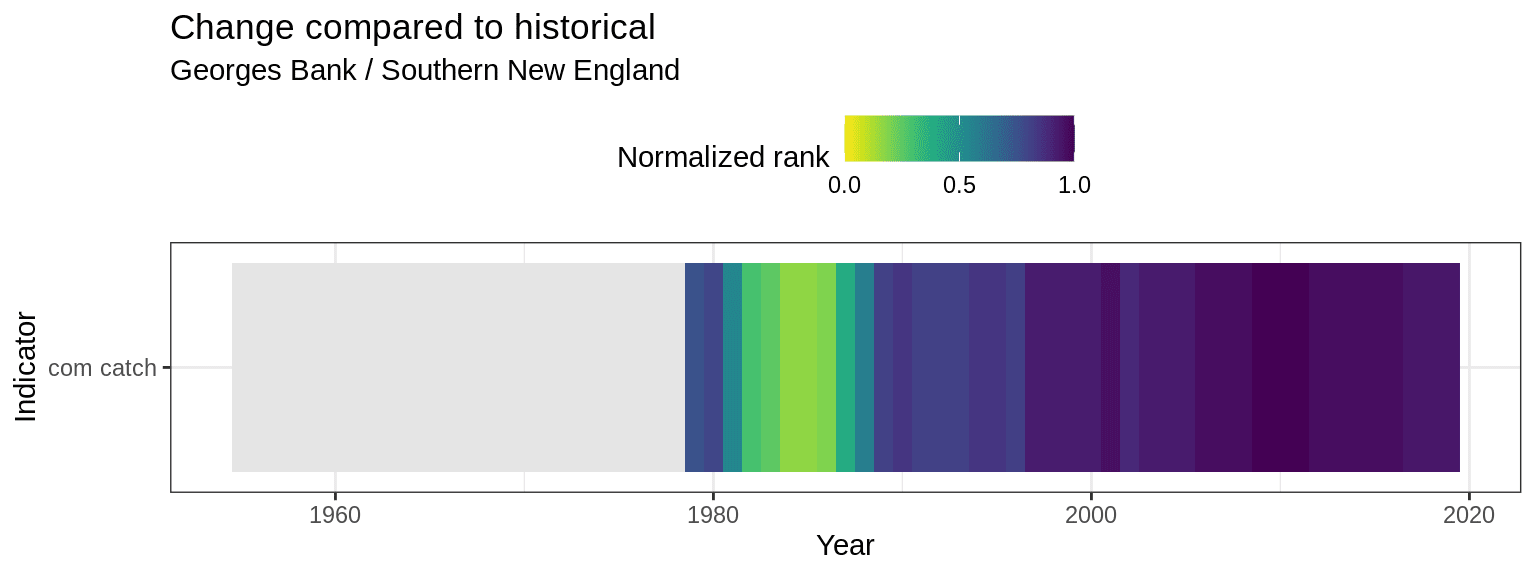 Change compared to historical
Georges Bank / Southern New England
Normalized rank
0.0 0.5 1.0
Indicator
com catch
1960 1980 2000 2020
Year